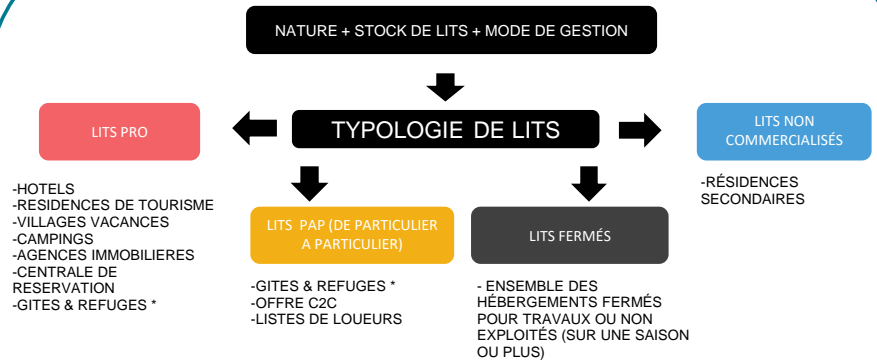 NATURE + STOCK DE LITS + MODE DE GESTION
TYPOLOGIE DE LITS
LITS PRO
-HOTELS
-RESIDENCES DE TOURISME
-VILLAGES VACANCES
-CAMPINGS
-AGENCES IMMOBILIERES
-CENTRALE DE
RESERVATION
-GITES & REFUGES *
LITS PAP (DE PARTICULIER
A PARTICULIER)
-GITES & REFUGES *
-OFFRE C2C
-LISTES DE LOUEURS
LITS FERMÉS
- ENSEMBLE DES
HÉBERGEMENTS FERMÉS
POUR TRAVAUX OU NON
EXPLOITÉS (SUR UNE SAISON
OU PLUS)
LITS NON
COMMERCIALISÉS
-RÉSIDENCES
SECONDAIRES